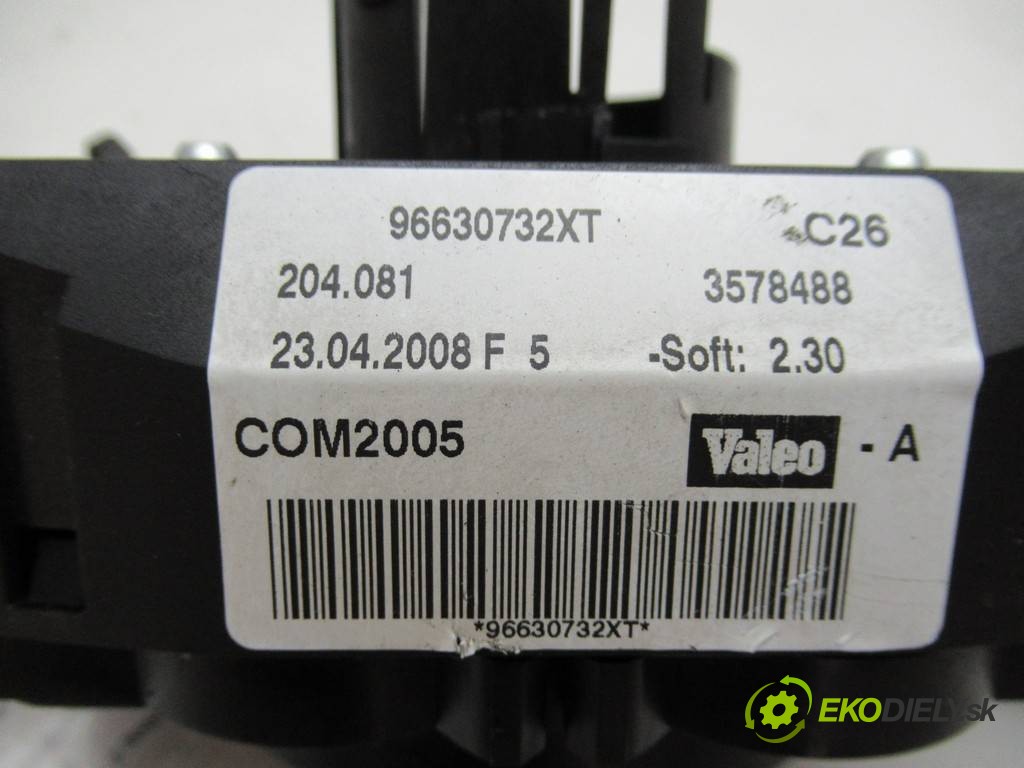 96630732XT C26
204.081 3578488
23.04.2008 F 5 -Soft: 2.30
COM2005 Valeo - A
*96630732XT*
EKODIELY.sk